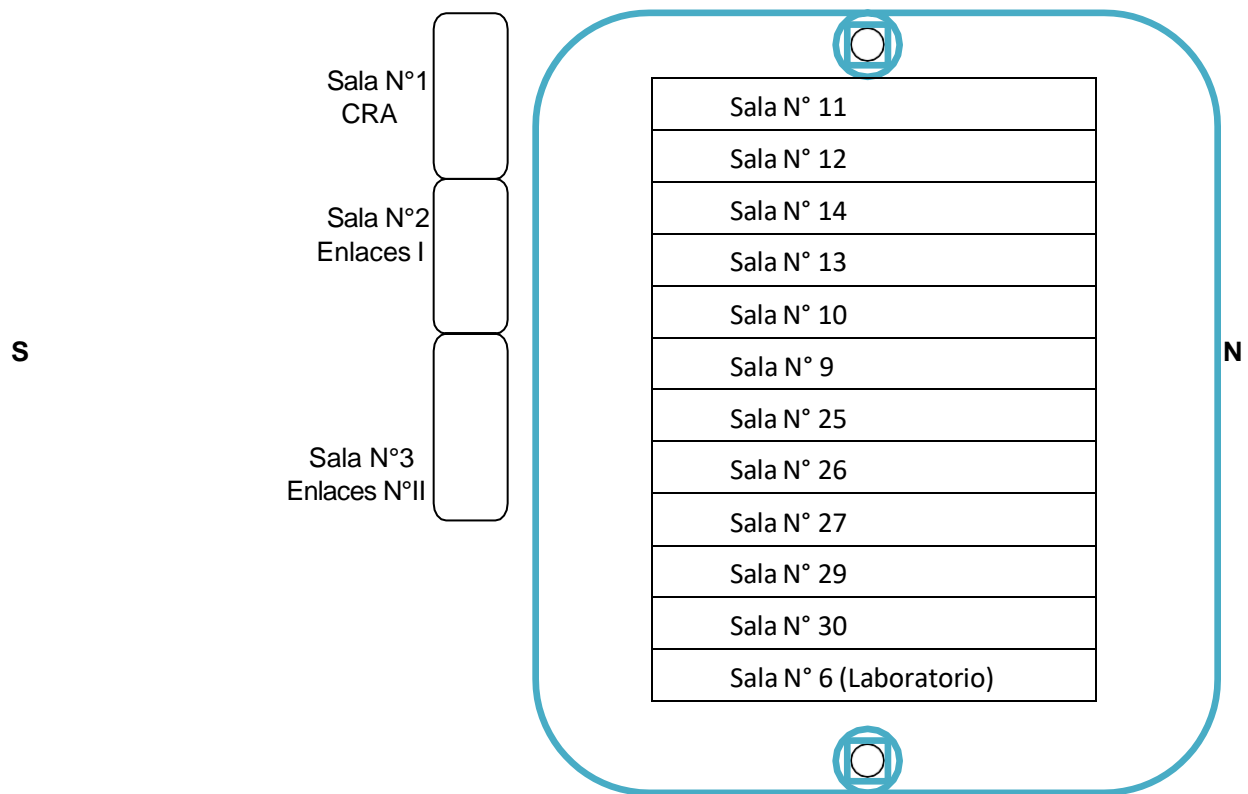 Sala N°1
CRA
Sala N°2
Enlaces I
S
Sala N°3
Enlaces N°II
Sala N° 11
Sala N° 12
Sala N° 14
Sala N° 13
Sala N° 10
Sala N° 9
Sala N° 25
Sala N° 26
Sala N° 27
Sala N° 29
Sala N° 30
Sala N° 6 (Laboratorio)
N